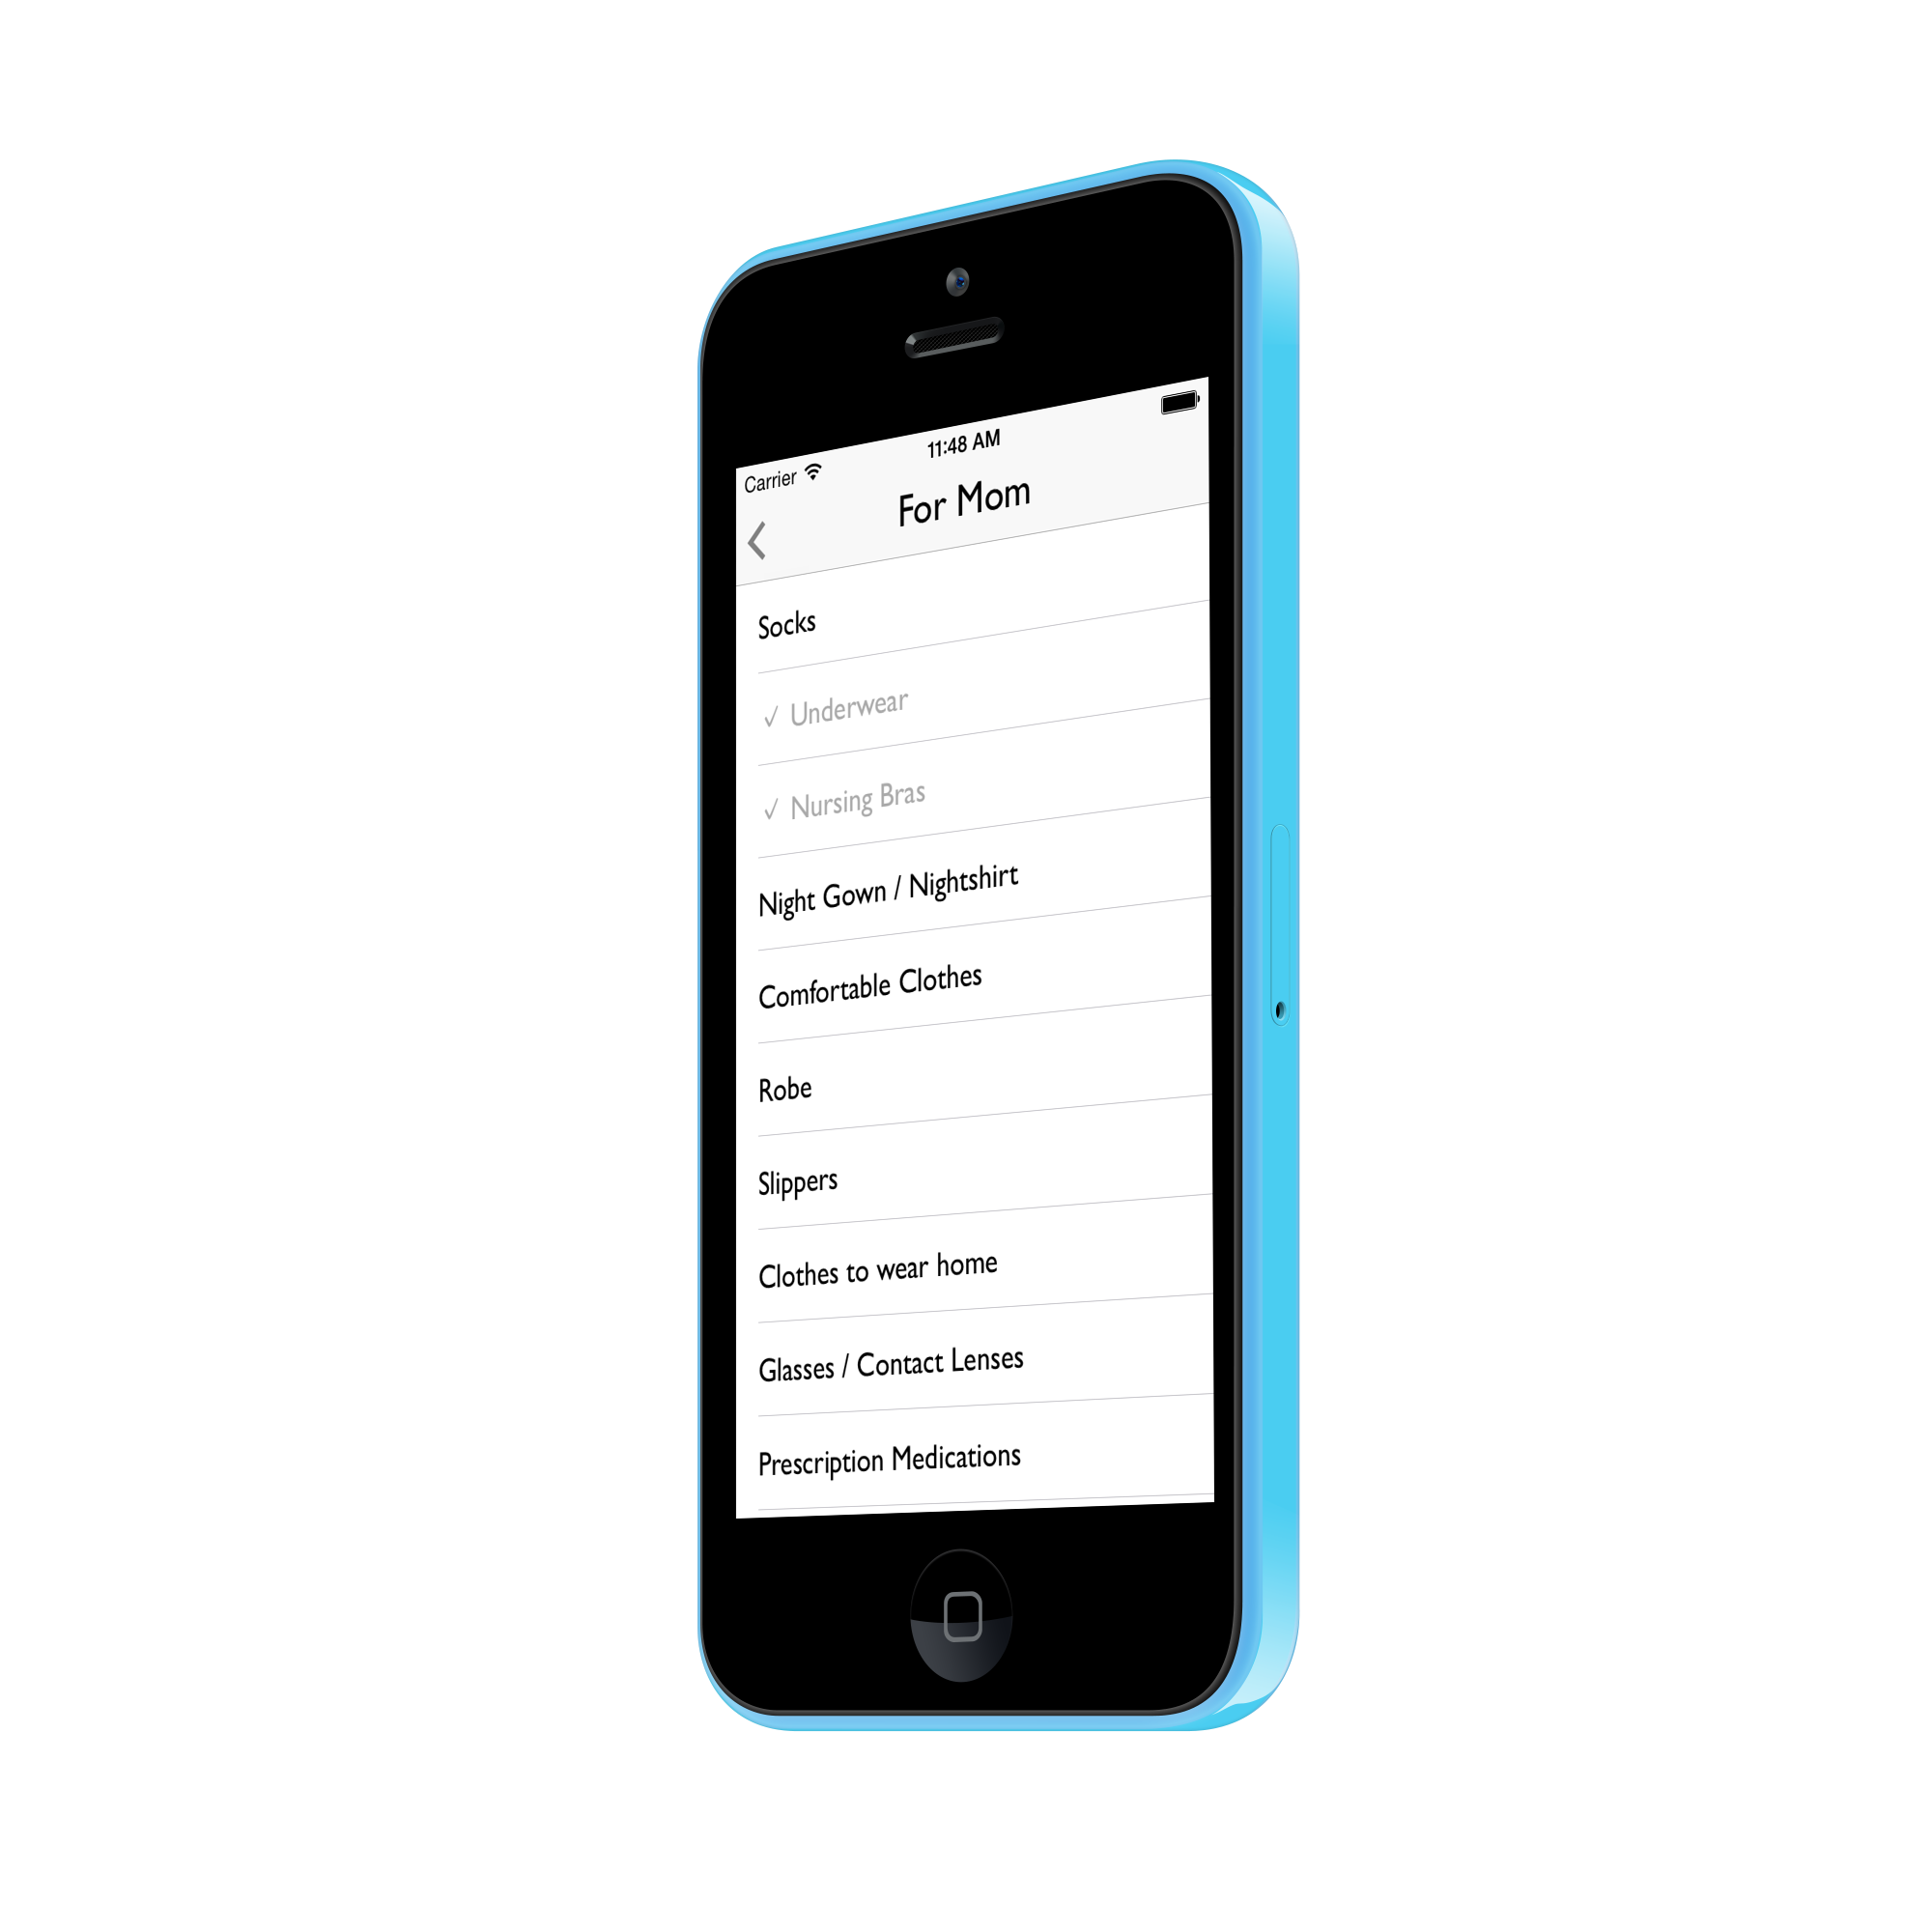 Carrier 11:48 AM
For Mom
Socks
✓ Underwear
✓ Nursing Bras
Night Gown / Nightshirt
Comfortable Clothes
Robe
Slippers
Clothes to wear home
Glasses / Contact Lenses
Prescription Medications